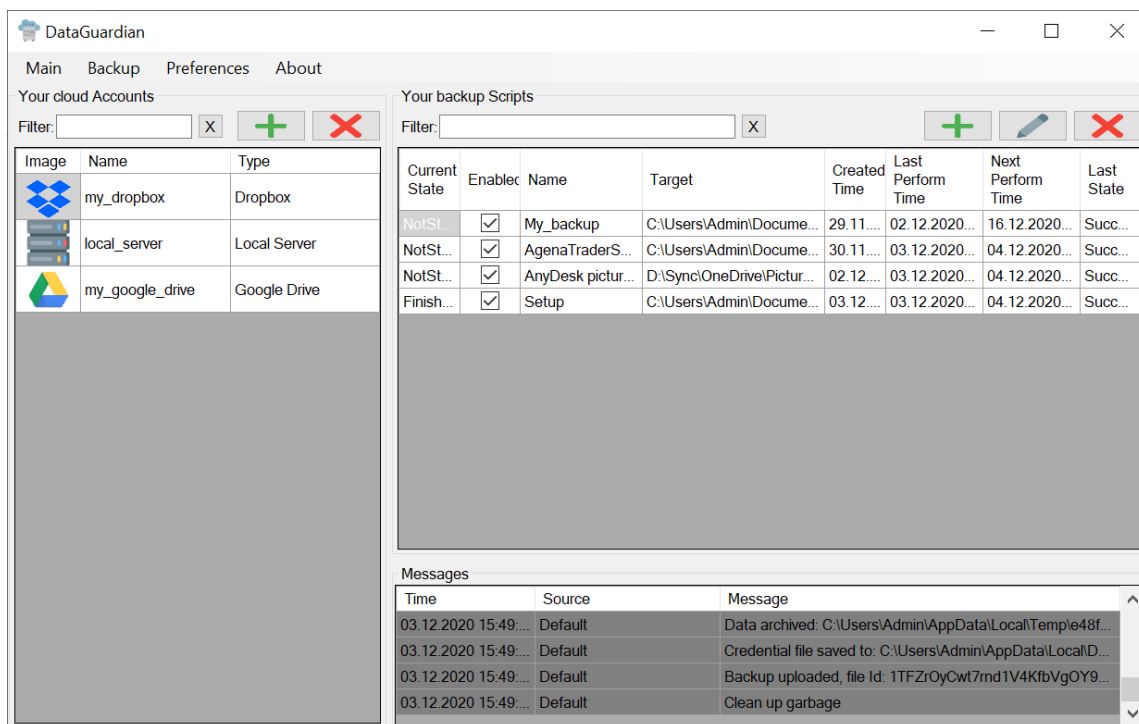 DataGuardian
Main Backup Preferences About
Your cloud Accounts
Filter: X
Image Name Type
my_dropbox Dropbox
local_server Local Server
my_google_drive Google Drive
Your backup Scripts
Filter: X
Current State Enabled Name Target Created Time Last Perform Time Next Perform Time Last State
NotSt... My_backup C:\Users\Admin\Docume... 29.11.... 02.12.2020... 16.12.2020... Succ...
NotSt... AgenaTraderS... C:\Users\Admin\Docume... 30.11.... 03.12.2020... 04.12.2020... Succ...
NotSt... AnyDesk pictur... D:\Sync\OneDrive\Pictur... 02.12.... 03.12.2020... 04.12.2020... Succ...
Finish... Setup C:\Users\Admin\Docume... 03.12.... 03.12.2020... 04.12.2020... Succ...
Messages
Time Source Message
03.12.2020 15:49:... Default Data archived: C:\Users\Admin\AppData\Local\Temp\e48f...
03.12.2020 15:49:... Default Credential file saved to: C:\Users\Admin\AppData\Local\D...
03.12.2020 15:49:... Default Backup uploaded, file Id: 1TFZrOyCwt7rnd1V4KfbVgOY9...
03.12.2020 15:49:... Default Clean up garbage